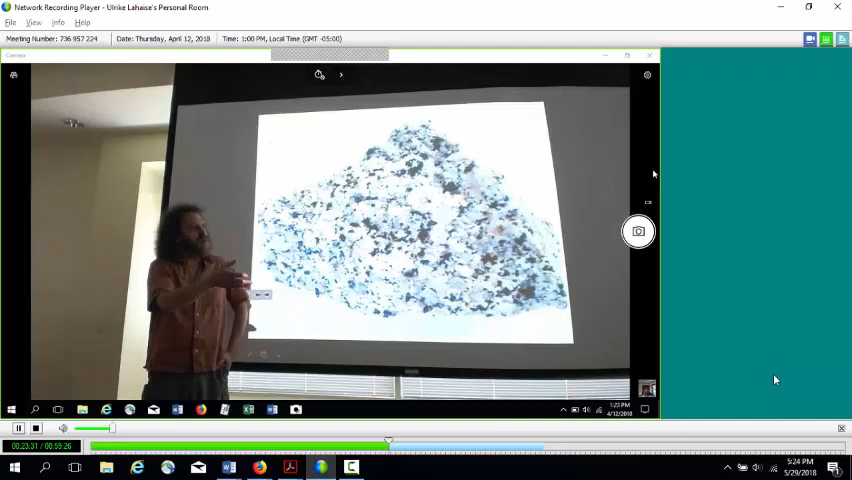 Network Recording Player - Ulrike Lahaise's Personal Room
File View Info Help
Meeting Number: 736 957 224
Date: Thursday, April 12, 2018
Time: 1:00 PM, Local Time (GMT -05:00)
Camera
1:23 PM
4/12/2018
00:23:31 / 00:59:26
5:24 PM
5/29/2018